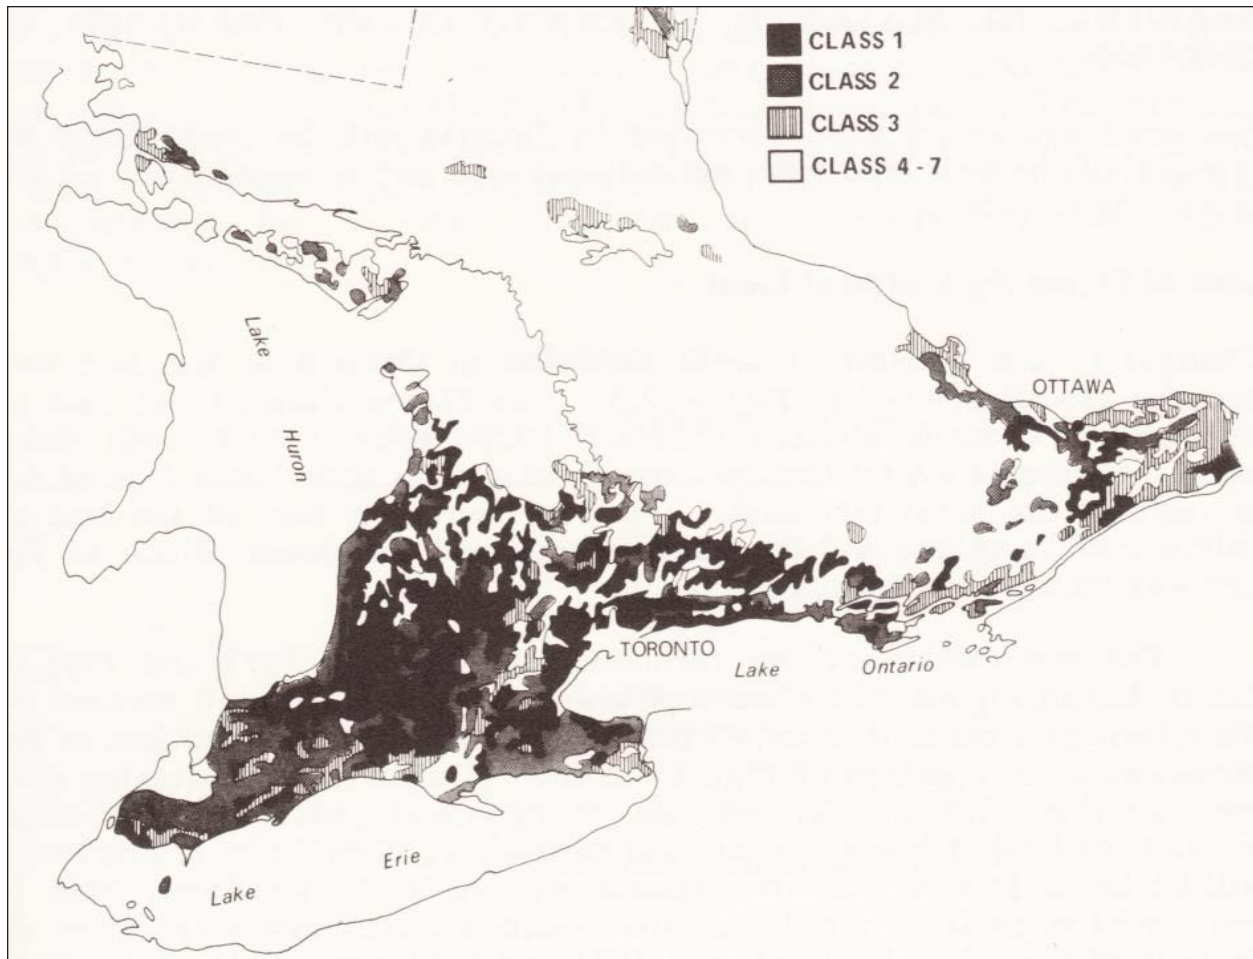 CLASS 1
CLASS 2
CLASS 3
CLASS 4 - 7
Lake
Huron
OTTAWA
TORONTO
Lake
Ontario
Erie
Lake